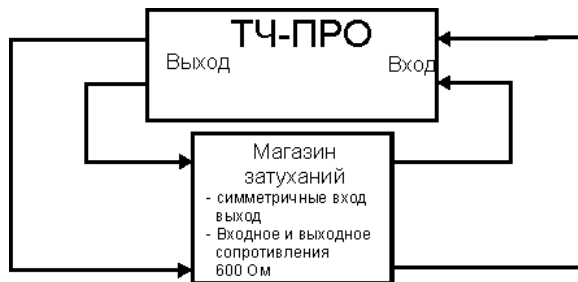 ТЧ-ПРО
Выход
Вход
Магазин
затуханий
- симметричные вход
выход
- Входное и выходное
сопротивления
600 Ом